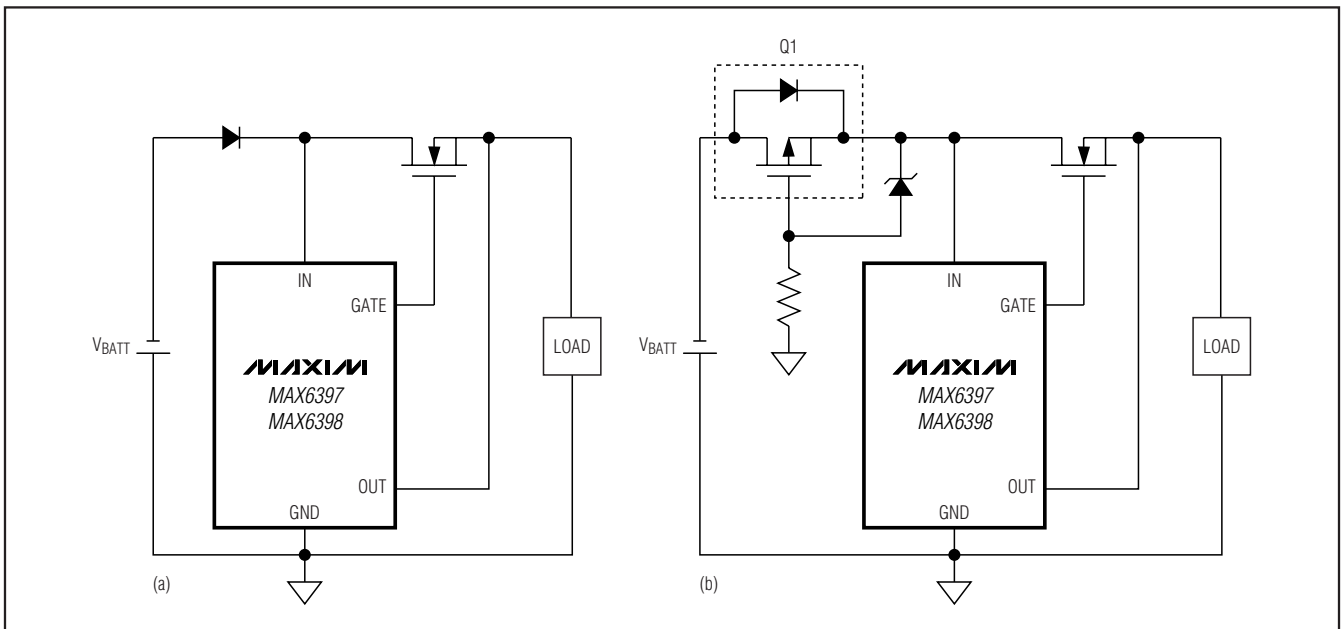 Q1
IN
GATE
V_BATT
MAXIM
MAX6397
MAX6398
LOAD
OUT
GND
(a)
IN
GATE
V_BATT
MAXIM
MAX6397
MAX6398
LOAD
OUT
GND
(b)